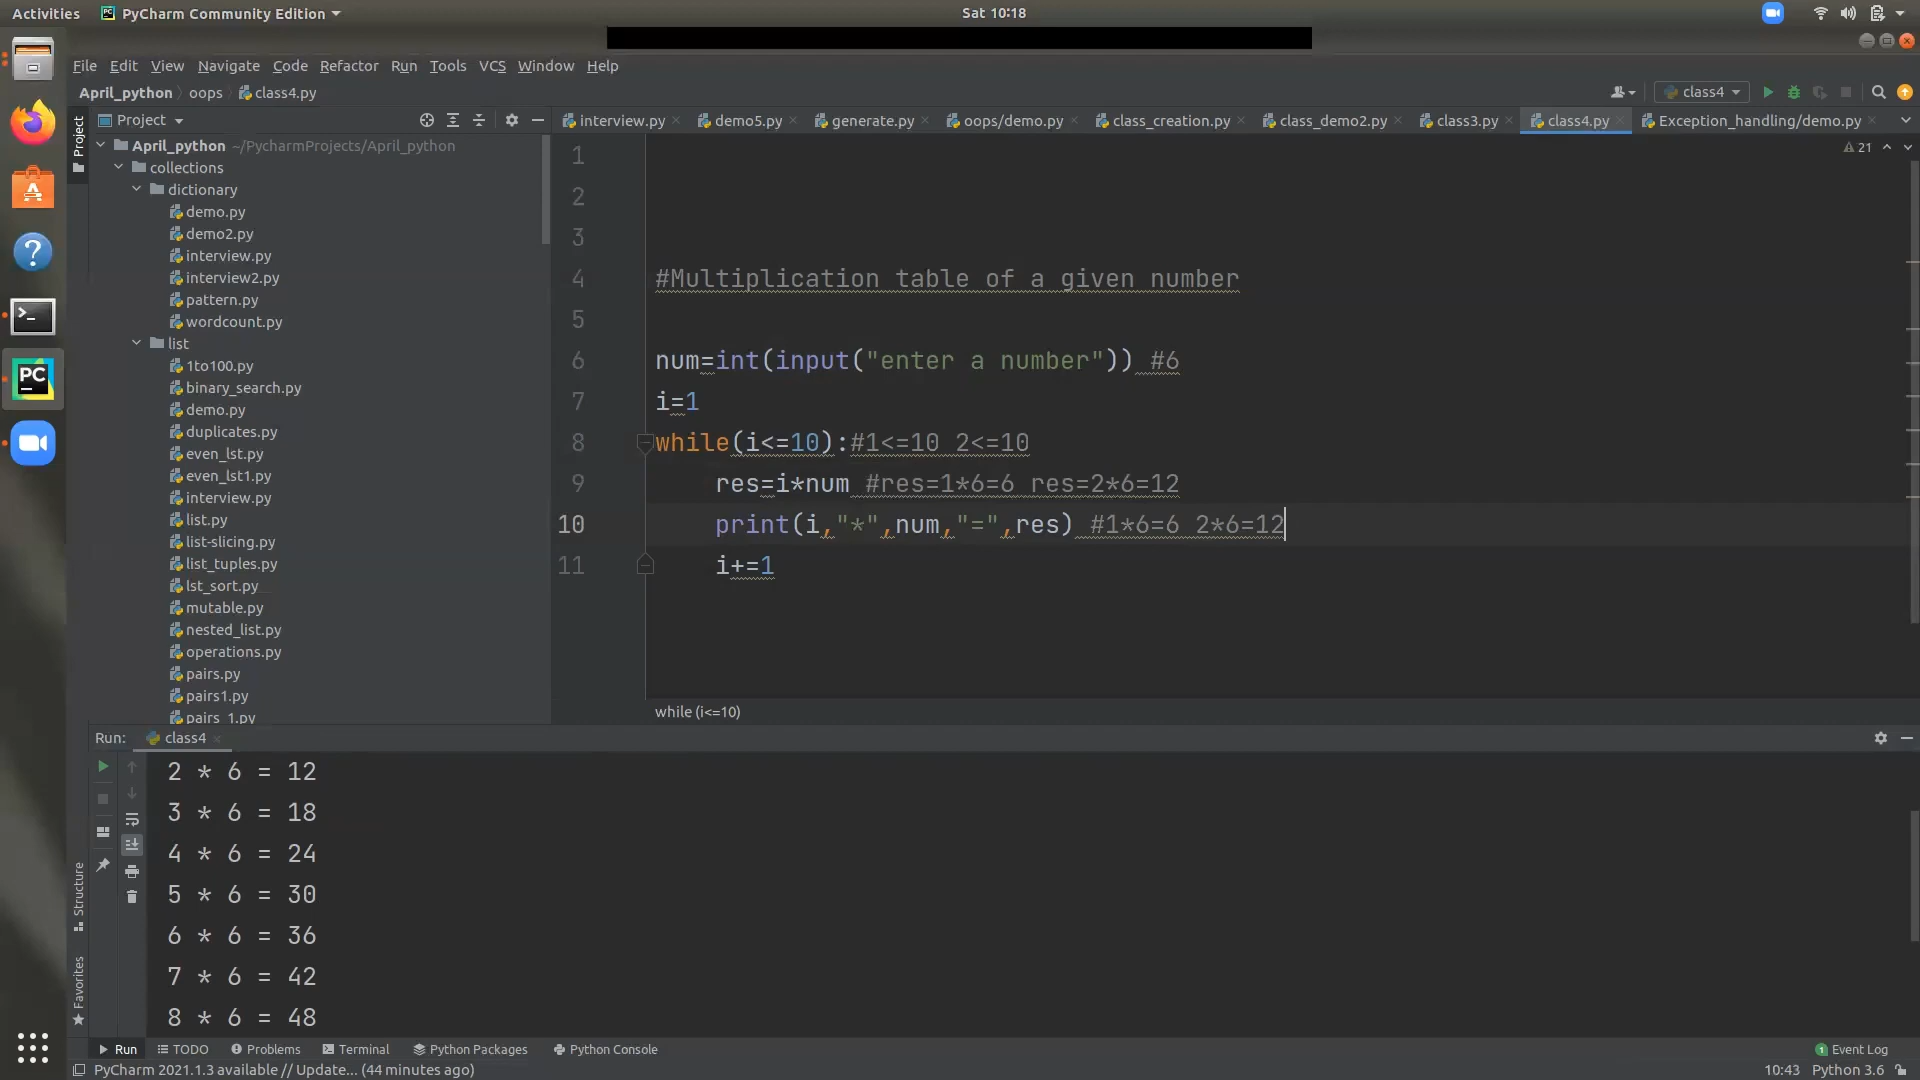 Activities PyCharm Community Edition Sat 10:18
File Edit View Navigate Code Refactor Run Tools VCS Window Help
April_python oops class4.py class4
Project interview.py demo5.py generate.py oops/demo.py class_creation.py class_demo2.py class3.py class4.py Exception_handling/demo.py
Project
April_python ~/PycharmProjects/April_python
collections
dictionary
demo.py
demo2.py
interview.py
interview2.py
pattern.py
wordcount.py
list
1to100.py
binary_search.py
demo.py
duplicates.py
even_lst.py
even_lst1.py
interview.py
list.py
list-slicing.py
list_tuples.py
lst_sort.py
mutable.py
nested_list.py
operations.py
pairs.py
pairs1.py
pairs_1.py
21
1
2
3
4 #Multiplication table of a given number
5
6 num=int(input("enter a number")) #6
7 i=1
8 while(i<=10):#1<=10 2<=10
9 res=i*num #res=1*6=6 res=2*6=12
10 print(i,"*",num,"=",res) #1*6=6 2*6=12
11 i+=1
while (i<=10)
Run: class4
2 * 6 = 12
3 * 6 = 18
4 * 6 = 24
5 * 6 = 30
6 * 6 = 36
7 * 6 = 42
8 * 6 = 48
Structure
Favorites
Run TODO Problems Terminal Python Packages Python Console 1 Event Log
PyCharm 2021.1.3 available // Update... (44 minutes ago) 10:43 Python 3.6